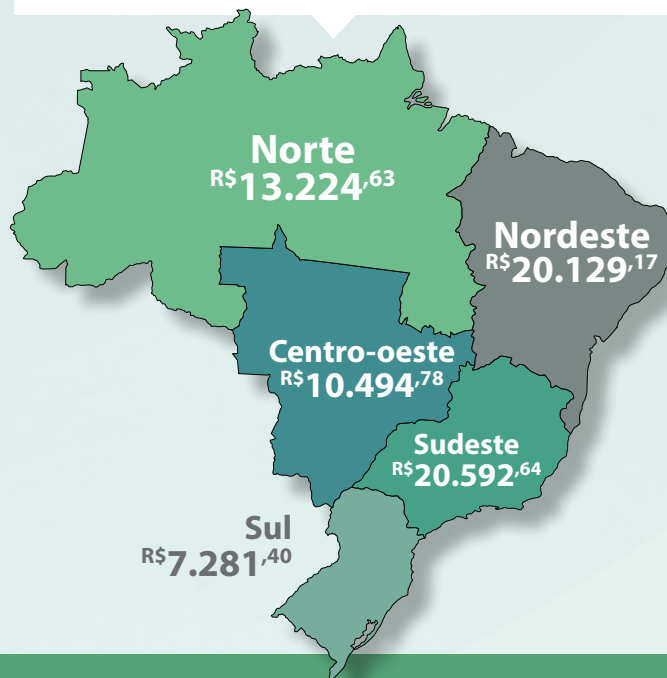 Norte
R$13.224,63
Nordeste
R$20.129,17
Centro-oeste
R$10.494,78
Sudeste
R$20.592,64
Sul
R$7.281,40